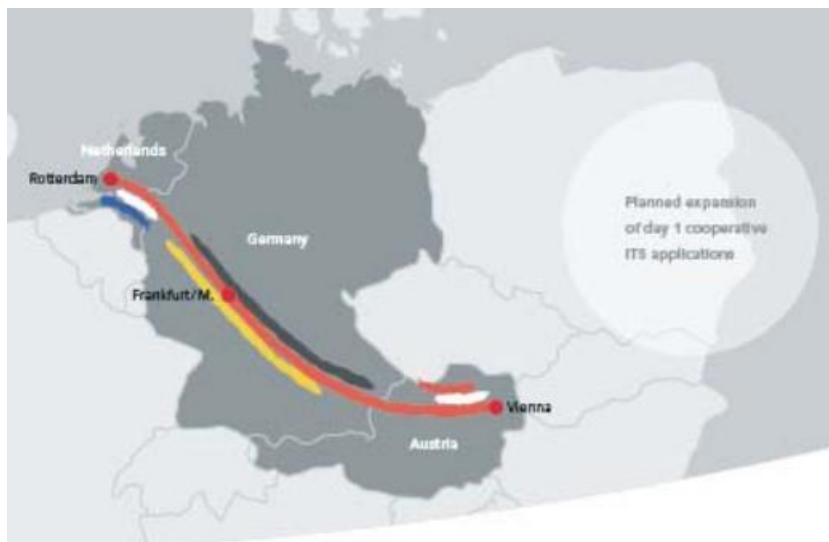 Netherlands
Rotterdam
Germany
Frankfurt/M.
Vienna
Austria
Planned expansion
of day 1 cooperative
ITS applications